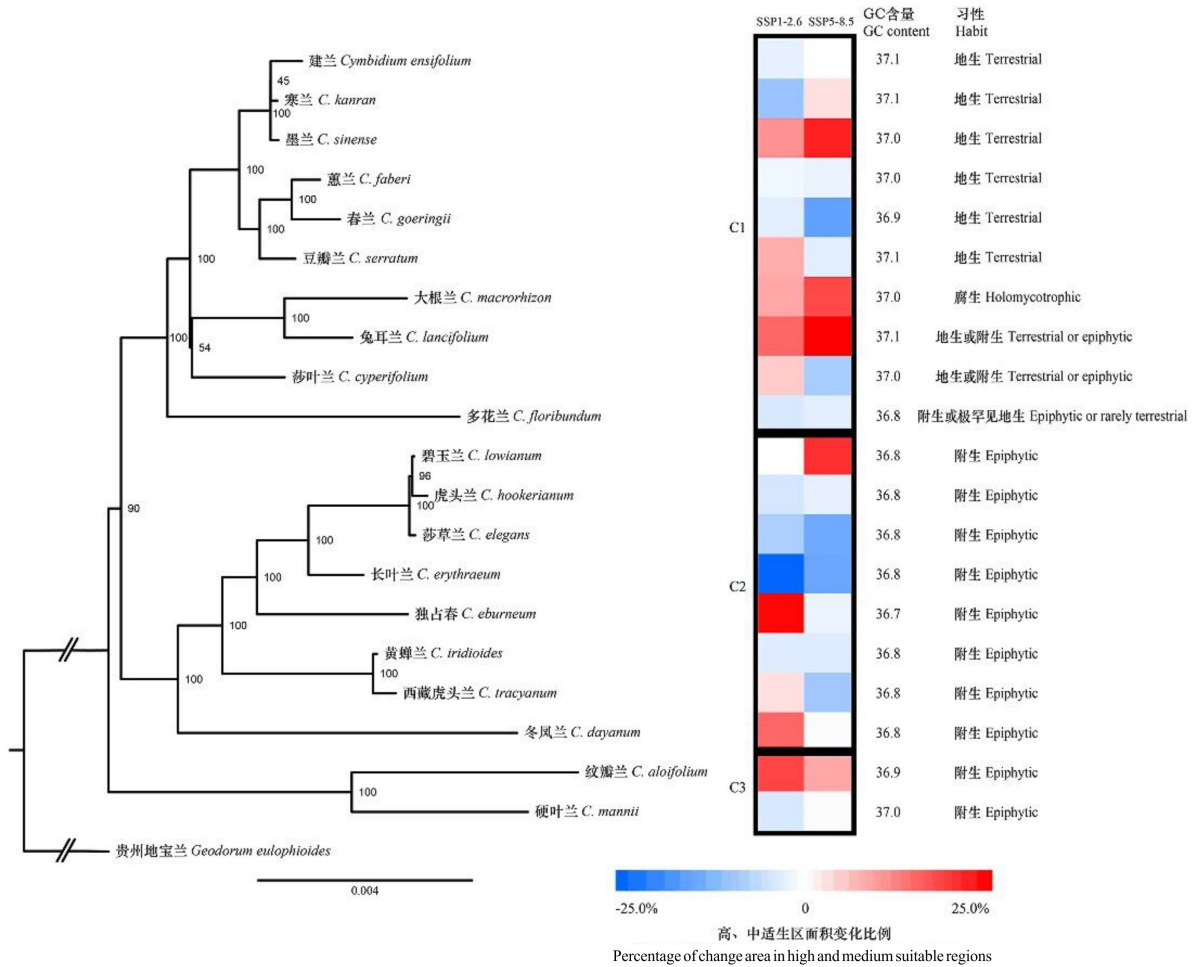 SSP1-2.6 SSP5-8.5 GC含量 习性
GC content Habit
建兰 Cymbidium ensifolium 37.1 地生 Terrestrial
45
寒兰 C. kanran 37.1 地生 Terrestrial
100
墨兰 C. sinense 37.0 地生 Terrestrial
100
蕙兰 C. faberi 37.0 地生 Terrestrial
100
春兰 C. goeringii C1 36.9 地生 Terrestrial
100
豆瓣兰 C. serratum 37.1 地生 Terrestrial
100
大根兰 C. macrorhizon 37.0 腐生 Holomycotrophic
100
兔耳兰 C. lancifolium 37.1 地生或附生 Terrestrial or epiphytic
100
54
莎叶兰 C. cyperifolium 37.0 地生或附生 Terrestrial or epiphytic
多花兰 C. floribundum 36.8 附生或极罕见地生 Epiphytic or rarely terrestrial
碧玉兰 C. lowianum 36.8 附生 Epiphytic
96
虎头兰 C. hookerianum 36.8 附生 Epiphytic
100
90
莎草兰 C. elegans 36.8 附生 Epiphytic
100
长叶兰 C. erythraeum C2 36.8 附生 Epiphytic
100
独占春 C. eburneum 36.7 附生 Epiphytic
100
黄蝉兰 C. iridioides 36.8 附生 Epiphytic
100
100
西藏虎头兰 C. tracyanum 36.8 附生 Epiphytic
冬凤兰 C. dayanum 36.8 附生 Epiphytic
纹瓣兰 C. aloifolium C3 36.9 附生 Epiphytic
100
硬叶兰 C. mannii 37.0 附生 Epiphytic
贵州地宝兰 Geodorum eulophioides
0.004
-25.0% 0 25.0%
高、中适生区面积变化比例
Percentage of change area in high and medium suitable regions